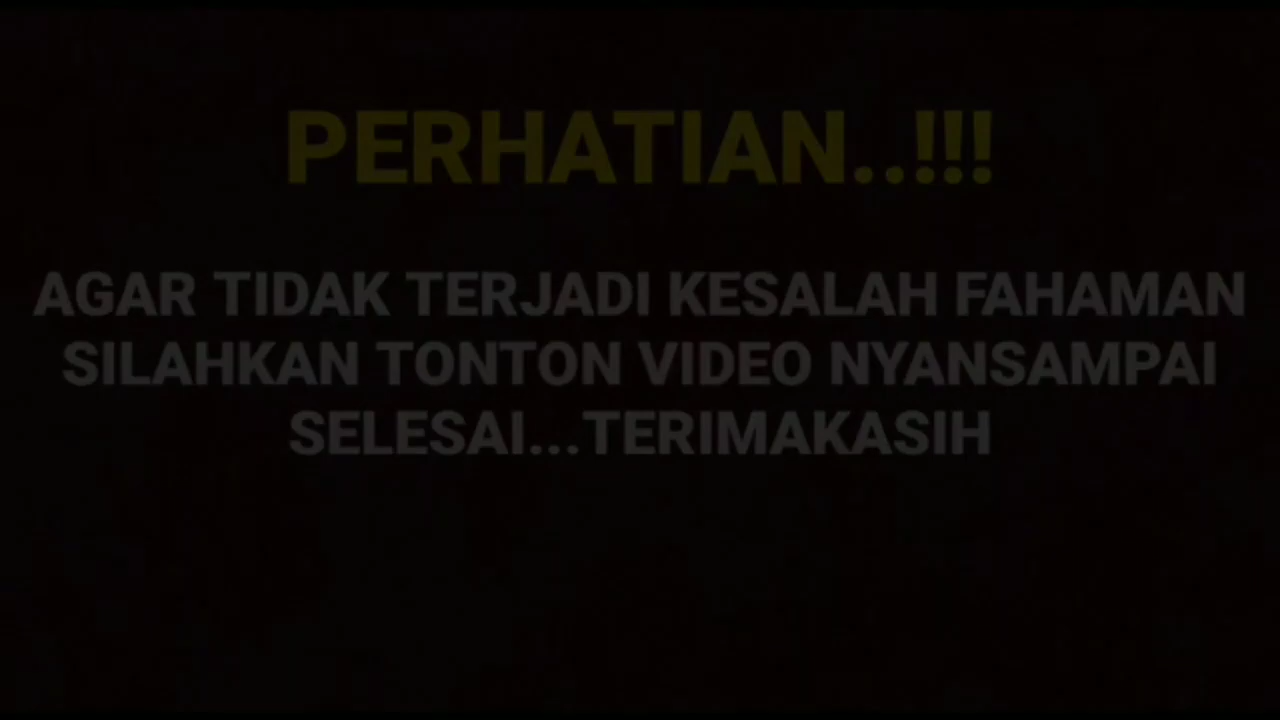 PERHATIAN..!!!
AGAR TIDAK TERJADI KESALAH FAHAMAN
SILAHKAN TONTON VIDEO NYANSAMPAI
SELESAI...TERIMAKASIH